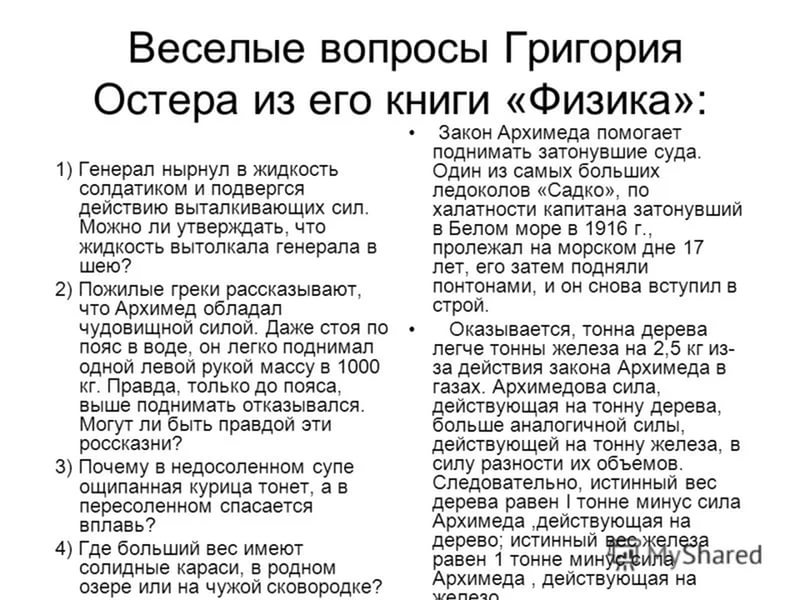 Веселые вопросы Григория
Остера из его книги «Физика»:
1) Генерал нырнул в жидкость
солдатиком и подвергся
действию выталкивающих сил.
Можно ли утверждать, что
жидкость вытолкала генерала в
шею?
2) Пожилые греки рассказывают,
что Архимед обладал
чудовищной силой. Даже стоя по
пояс в воде, он легко поднимал
одной левой рукой массу в 1000
кг. Правда, только до пояса,
выше поднимать отказывался.
Могут ли быть правдой эти
россказни?
3) Почему в недосоленном супе
ощипанная курица тонет, а в
пересоленном спасается
вплавь?
4) Где больший вес имеют
солидные караси, в родном
озере или на чужой сковородке?
• Закон Архимеда помогает
поднимать затонувшие суда.
Один из самых больших
ледоколов «Садко», по
халатности капитана затонувший
в Белом море в 1916 г.,
пролежал на морском дне 17
лет, его затем подняли
понтонами, и он снова вступил в
строй.
• Оказывается, тонна дерева
легче тонны железа на 2,5 кг из-
за действия закона Архимеда в
газах. Архимедова сила,
действующая на тонну дерева,
больше аналогичной силы,
действующей на тонну железа, в
силу разности их объемов.
Следовательно, истинный вес
дерева равен I тонне минус сила
Архимеда ,действующая на
дерево; истинный вес железа
равен 1 тонне минус сила
Архимеда , действующая на
железо
MyShared